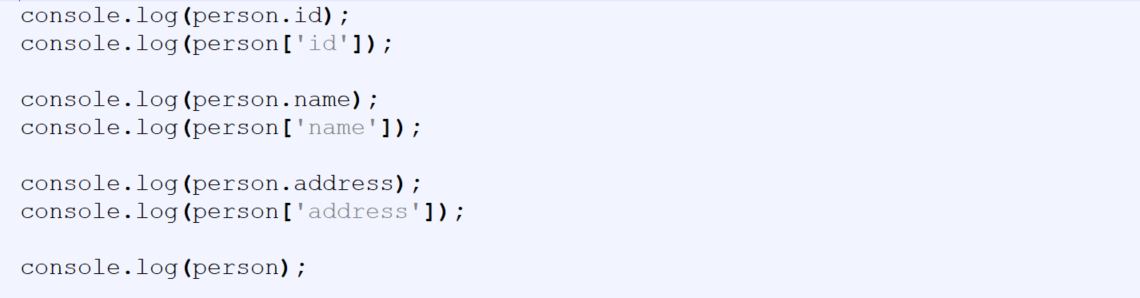 console.log(person.id);
console.log(person['id']);
console.log(person.name);
console.log(person['name']);
console.log(person.address);
console.log(person['address']);
console.log(person);